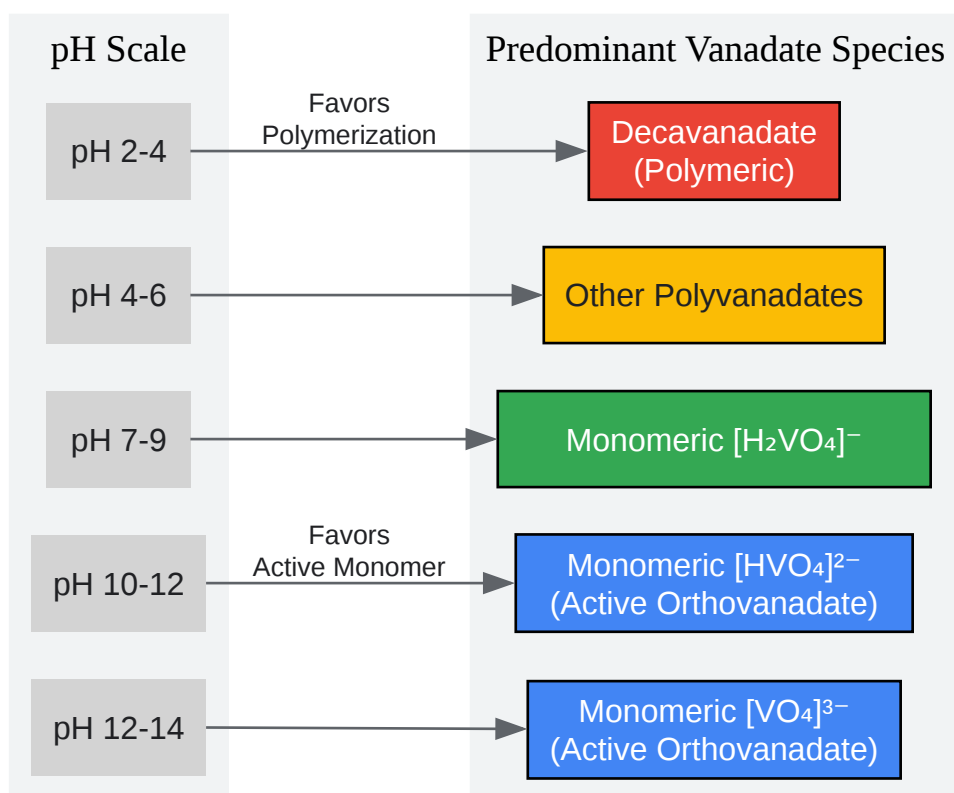 pH Scale
Predominant Vanadate Species
pH 2-4
Favors
Polymerization
Decavanadate
(Polymeric)
pH 4-6
Other Polyvanadates
pH 7-9
Monomeric [H₂VO₄]⁻
pH 10-12
Favors
Active Monomer
Monomeric [HVO₄]²⁻
(Active Orthovanadate)
pH 12-14
Monomeric [VO₄]³⁻
(Active Orthovanadate)